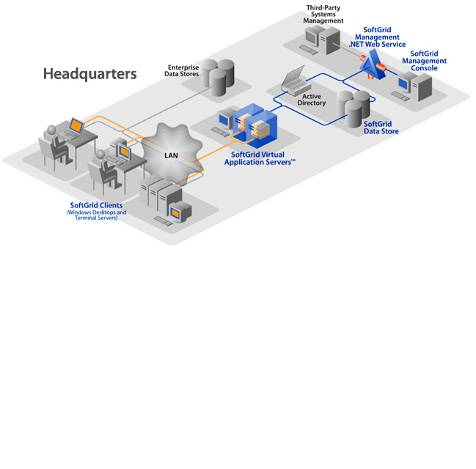 Third-Party
Systems
Management
SoftGrid
Management
.NET Web Service
SoftGrid
Management
Console
Headquarters
Enterprise
Data Stores
Active
Directory
SoftGrid
Data Store
LAN
SoftGrid Virtual
Application Servers™
SoftGrid Clients
(Windows Desktops and
Terminal Servers)